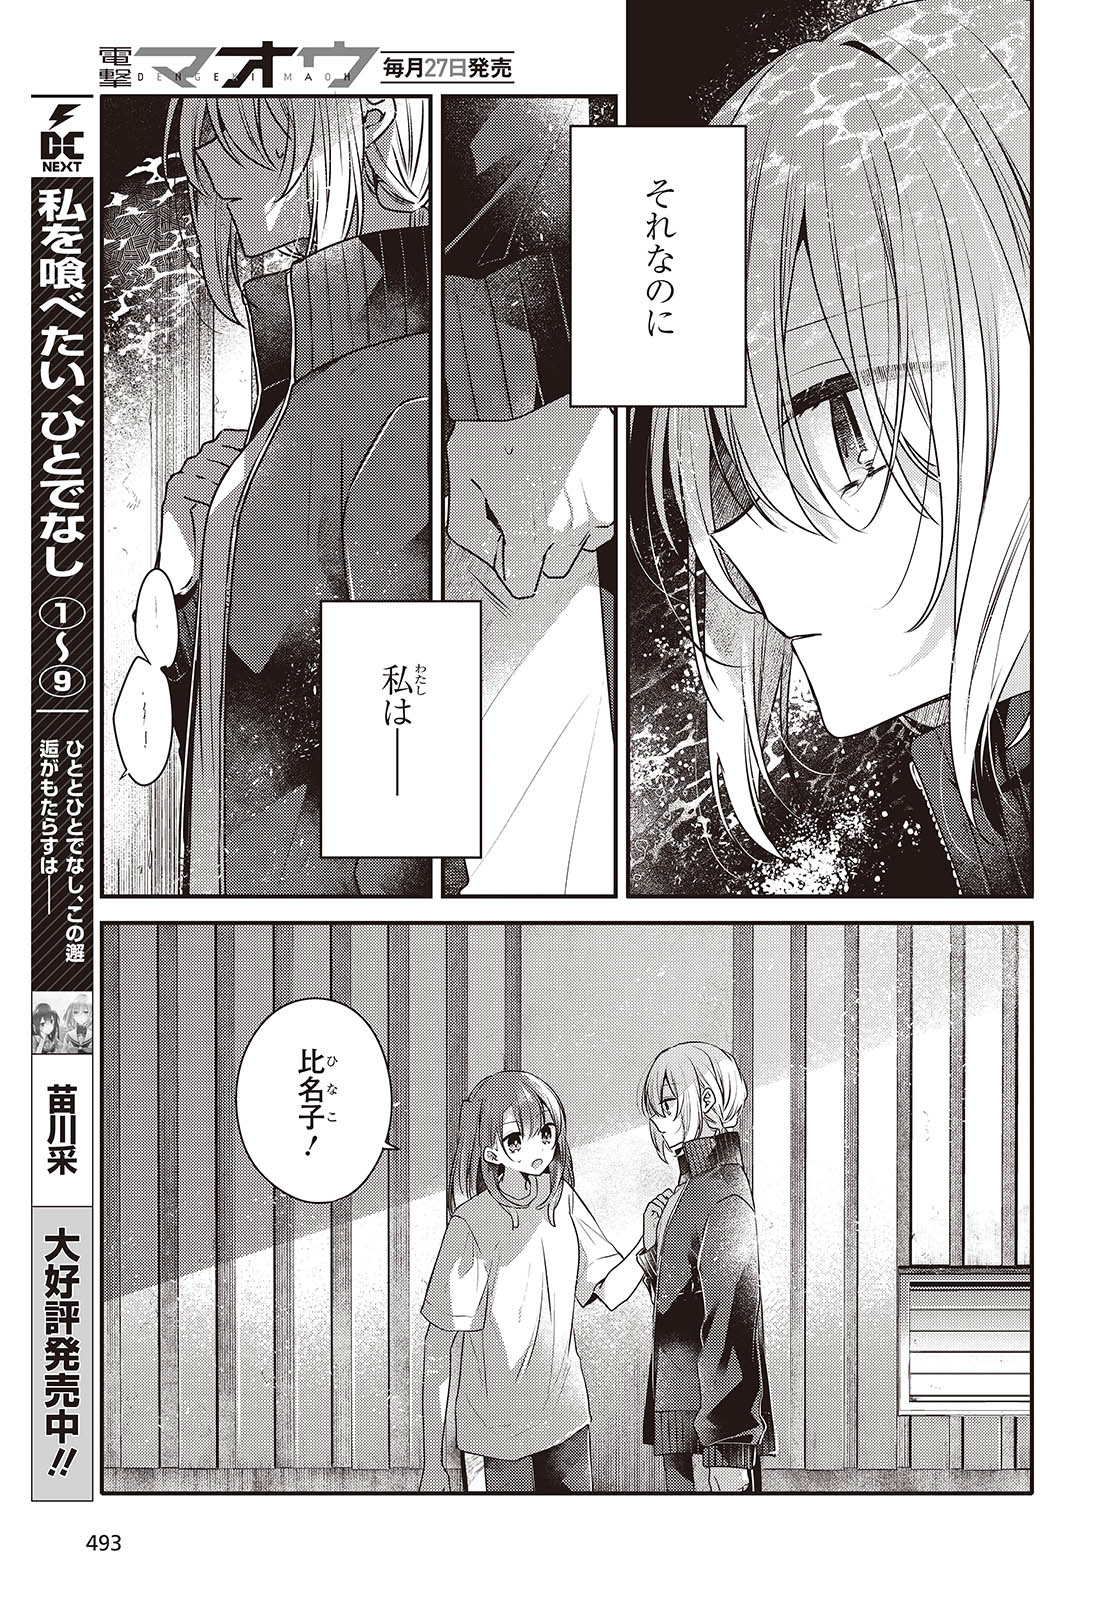 電撃マオウ
DENGEKI MAOH
毎月27日発売
それなのに
私は――
わたし
比名子!
ひなこ
DC
NEXT
私を喰べたい、ひとでなし ①〜⑨
ひととひとでなし、この邂
逅がもたらすは――
苗川采
大好評発売中!!
493